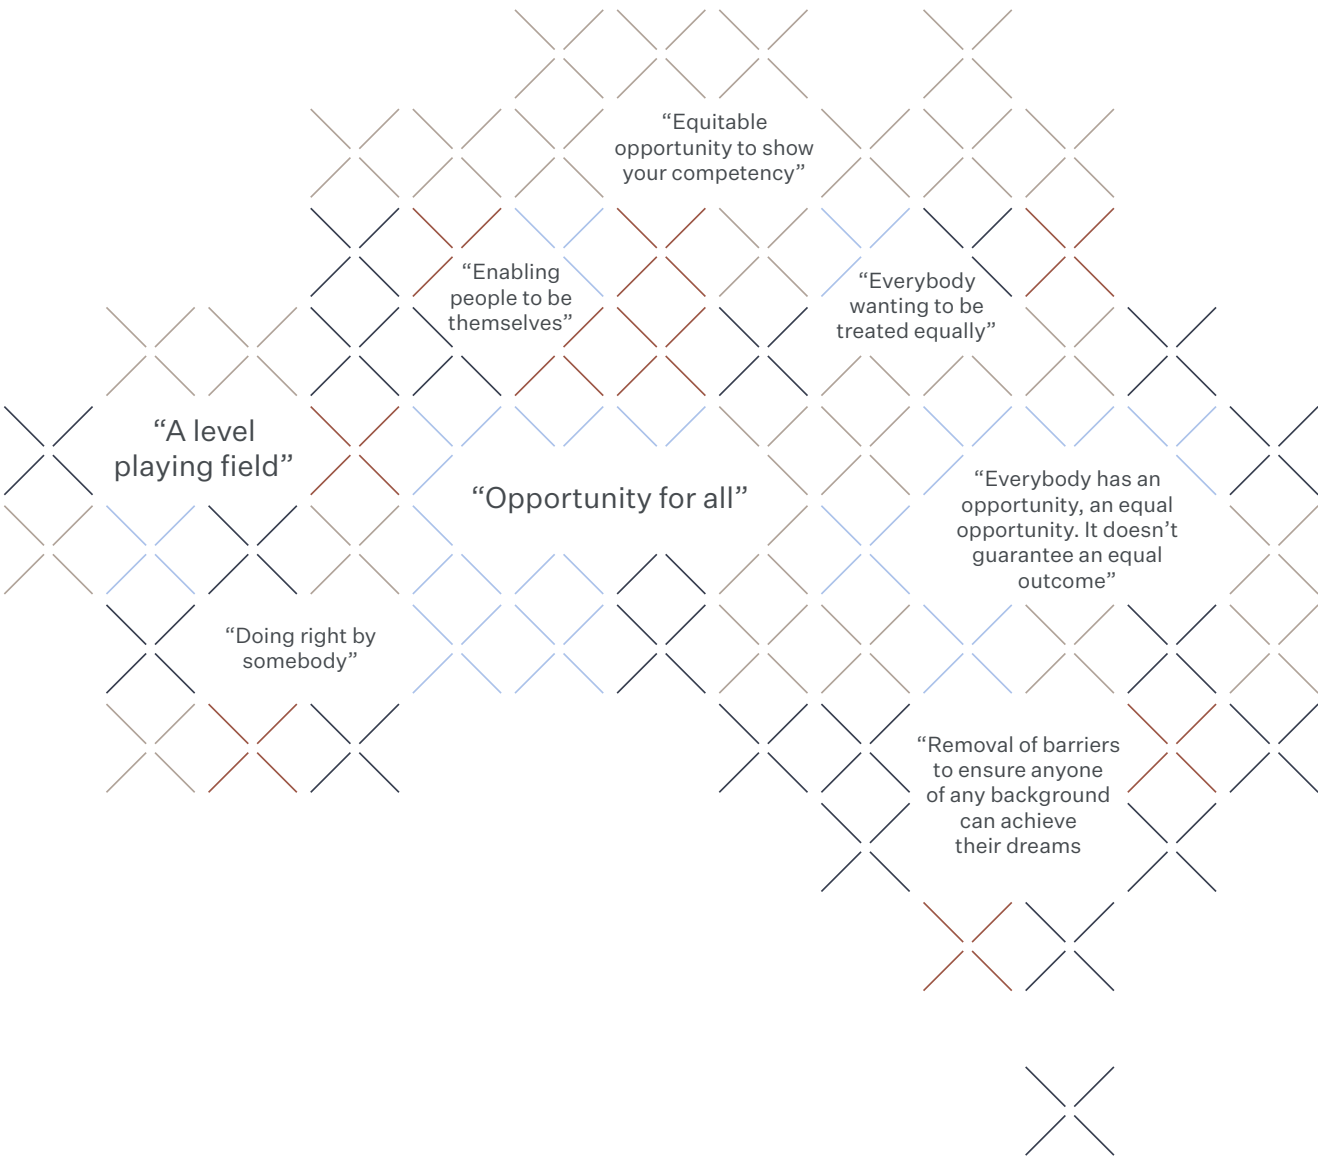 “Equitable
opportunity to show
your competency”
“Enabling
people to be
themselves”
“Everybody
wanting to be
treated equally”
“A level
playing field”
“Opportunity for all”
“Everybody has an
opportunity, an equal
opportunity. It doesn’t
guarantee an equal
outcome”
“Doing right by
somebody”
“Removal of barriers
to ensure anyone
of any background
can achieve
their dreams